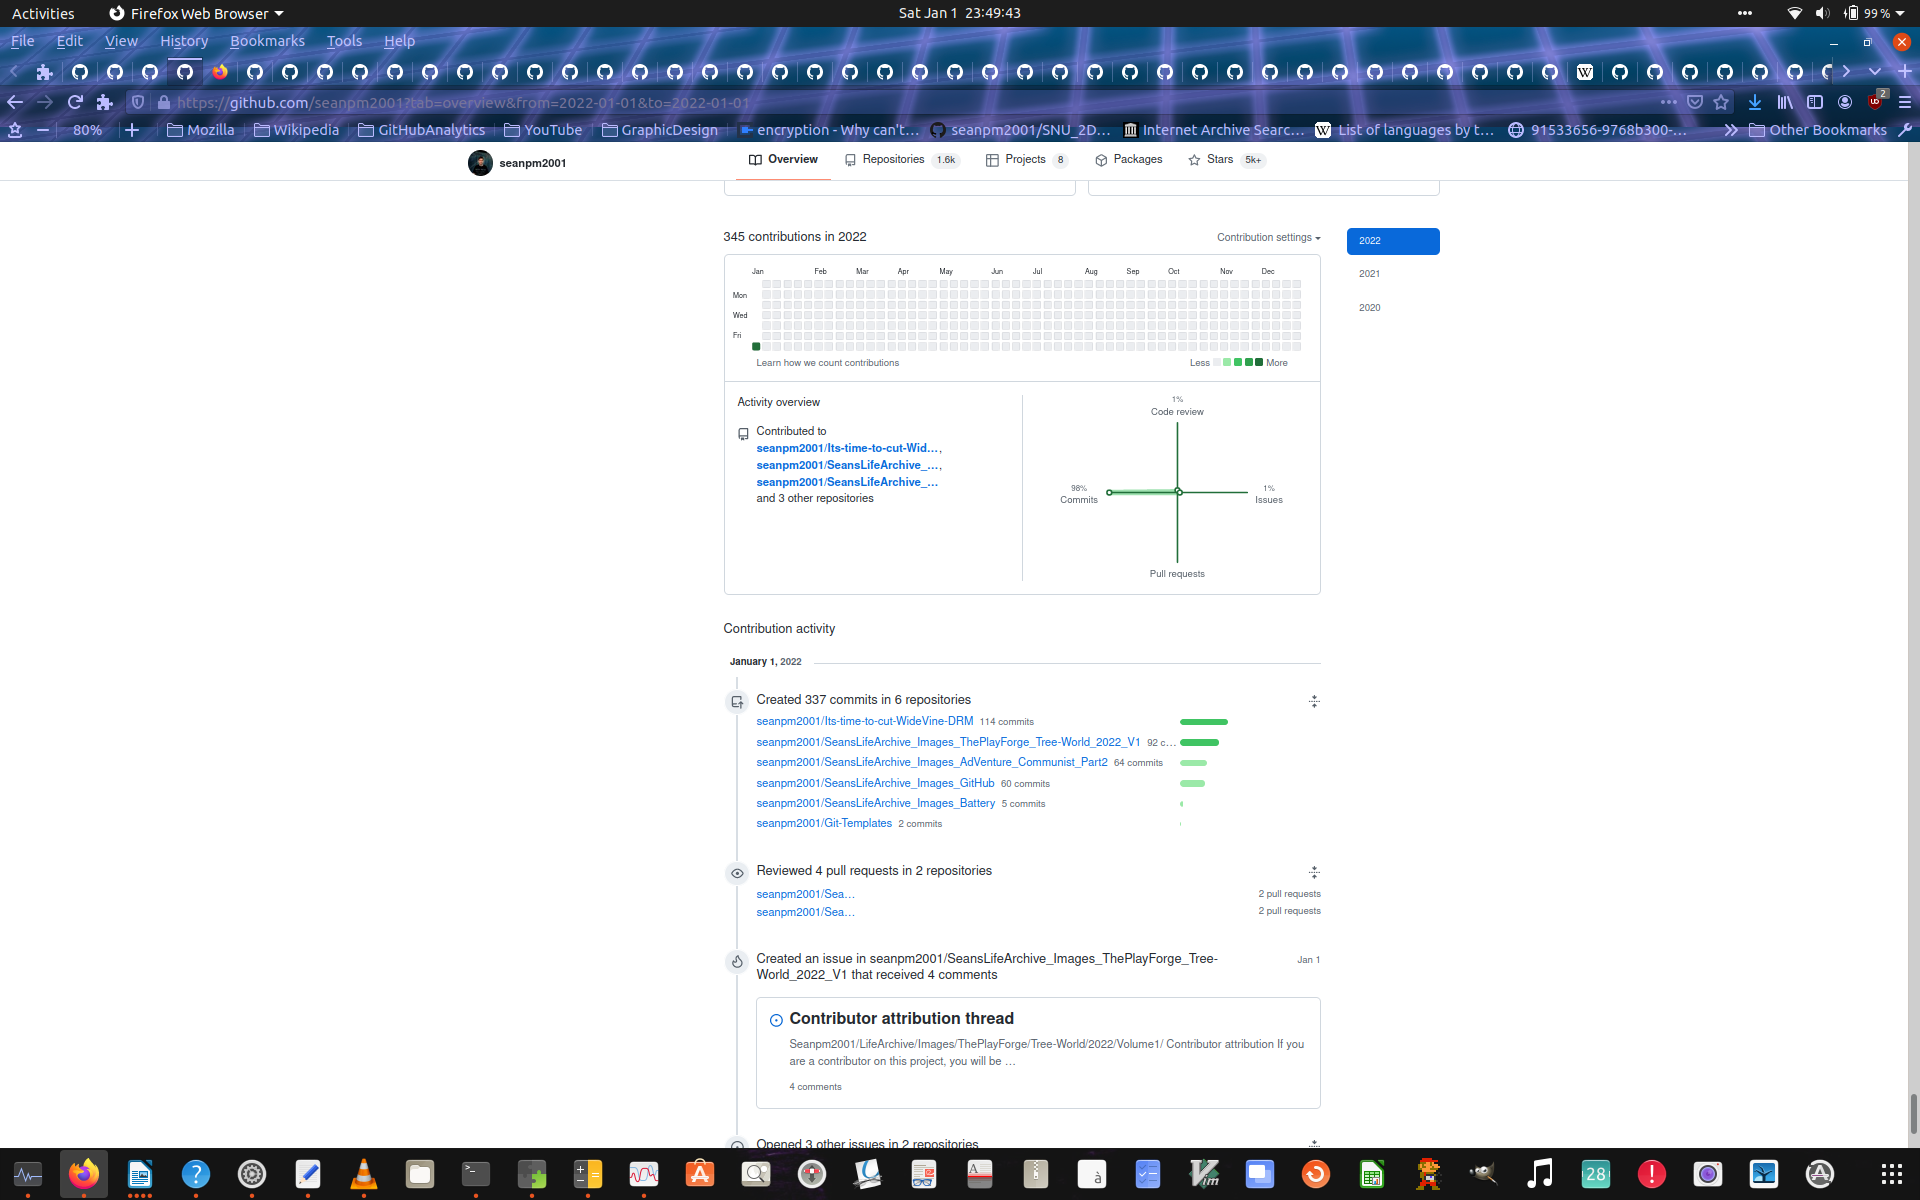 Activities
Firefox Web Browser
Sat Jan 1 23:49:43
99 %
File Edit View History Bookmarks Tools Help
https://github.com/seanpm2001?tab=overview&from=2022-01-01&to=2022-01-01
2
80%
Mozilla
Wikipedia
GitHubAnalytics
YouTube
GraphicDesign
encryption - Why can't…
seanpm2001/SNU_2D…
Internet Archive Searc…
List of languages by t…
91533656-9768b300-…
Other Bookmarks
seanpm2001
Overview
Repositories 1.6k
Projects 8
Packages
Stars 5k+
345 contributions in 2022
Contribution settings
2022
2021
2020
Jan Feb Mar Apr May Jun Jul Aug Sep Oct Nov Dec
Mon
Wed
Fri
Learn how we count contributions
Less More
Activity overview
Contributed to
seanpm2001/Its-time-to-cut-Wid…,
seanpm2001/SeansLifeArchive_…,
seanpm2001/SeansLifeArchive_…
and 3 other repositories
1%
Code review
98%
Commits
1%
Issues
Pull requests
Contribution activity
January 1, 2022
Created 337 commits in 6 repositories
seanpm2001/Its-time-to-cut-WideVine-DRM 114 commits
seanpm2001/SeansLifeArchive_Images_ThePlayForge_Tree-World_2022_V1 92 c…
seanpm2001/SeansLifeArchive_Images_AdVenture_Communist_Part2 64 commits
seanpm2001/SeansLifeArchive_Images_GitHub 60 commits
seanpm2001/SeansLifeArchive_Images_Battery 5 commits
seanpm2001/Git-Templates 2 commits
Reviewed 4 pull requests in 2 repositories
seanpm2001/Sea… 2 pull requests
seanpm2001/Sea… 2 pull requests
Created an issue in seanpm2001/SeansLifeArchive_Images_ThePlayForge_Tree-
World_2022_V1 that received 4 comments
Jan 1
Contributor attribution thread
Seanpm2001/LifeArchive/Images/ThePlayForge/Tree-World/2022/Volume1/ Contributor attribution If you
are a contributor on this project, you will be …
4 comments
Opened 3 other issues in 2 repositories
28